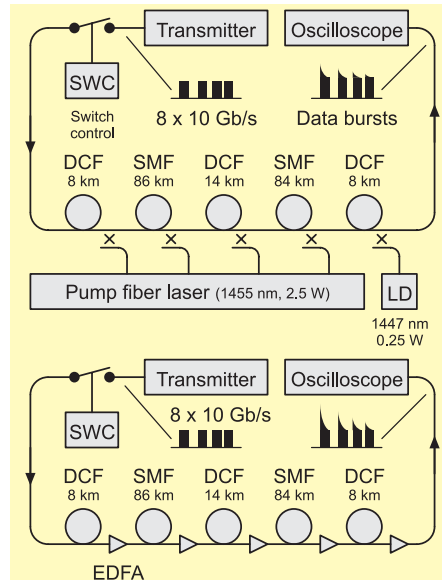 Transmitter
Oscilloscope
SWC
Switch
control
8 x 10 Gb/s
Data bursts
DCF SMF DCF SMF DCF
8 km 86 km 14 km 84 km 8 km
Pump fiber laser (1455 nm, 2.5 W)
LD
1447 nm
0.25 W
Transmitter
Oscilloscope
8 x 10 Gb/s
SWC
DCF SMF DCF SMF DCF
8 km 86 km 14 km 84 km 8 km
EDFA